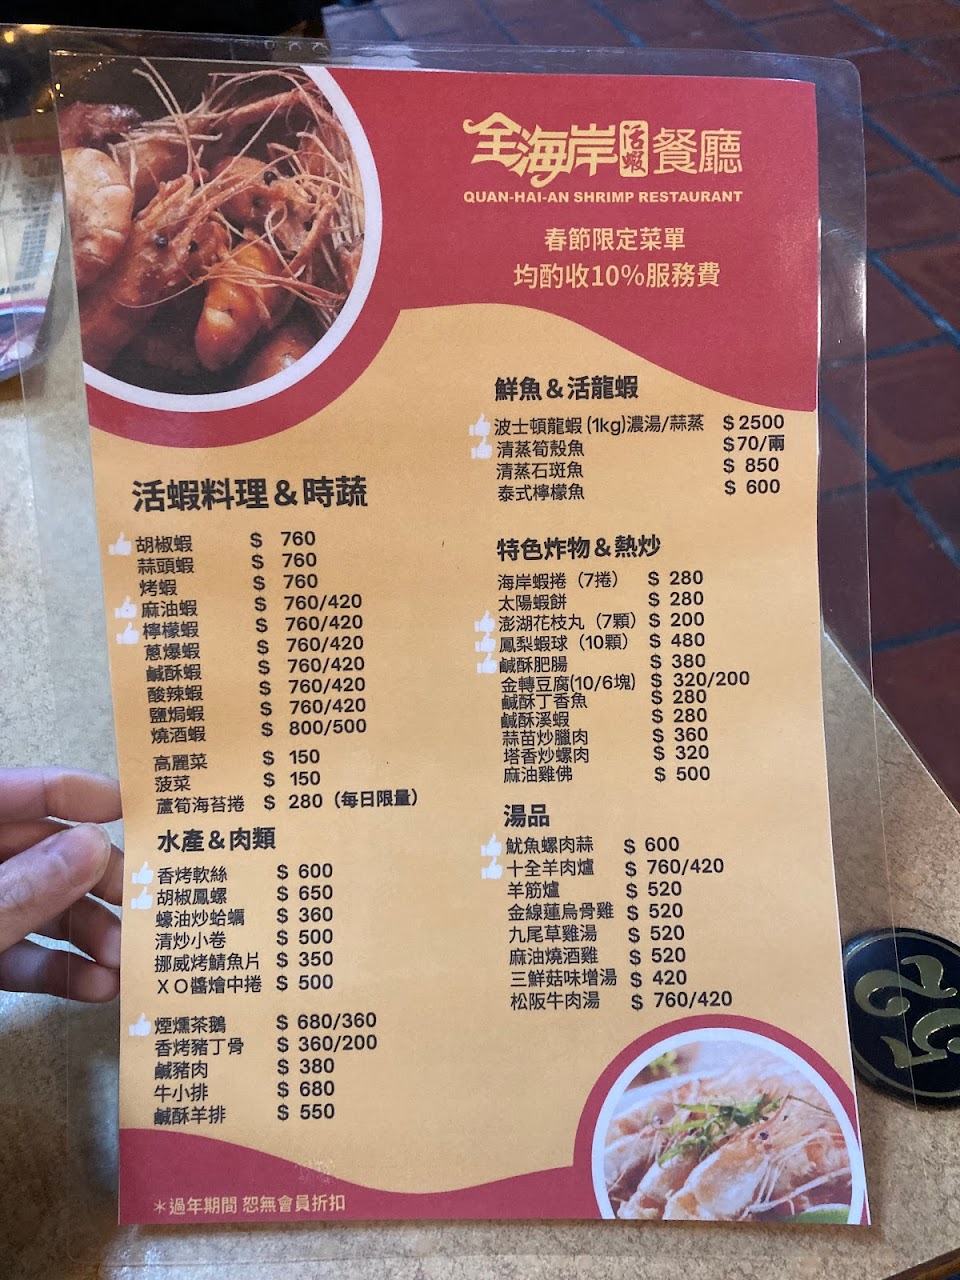 全海岸活蝦餐廳
QUAN-HAI-AN SHRIMP RESTAURANT
春節限定菜單
均酌收10%服務費
活蝦料理&時蔬
胡椒蝦 $ 760
蒜頭蝦 $ 760
烤蝦 $ 760
麻油蝦 $ 760/420
檸檬蝦 $ 760/420
蔥爆蝦 $ 760/420
鹹酥蝦 $ 760/420
酸辣蝦 $ 760/420
鹽焗蝦 $ 760/420
燒酒蝦 $ 800/500
高麗菜 $ 150
菠菜 $ 150
蘆筍海苔捲 $ 280（每日限量）
水產&肉類
香烤軟絲 $ 600
胡椒鳳螺 $ 650
蠔油炒蛤蠣 $ 360
清炒小卷 $ 500
挪威烤鯖魚片 $ 350
ＸＯ醬燴中捲 $ 500
煙燻茶鵝 $ 680/360
香烤豬丁骨 $ 360/200
鹹豬肉 $ 380
牛小排 $ 680
鹹酥羊排 $ 550
鮮魚&活龍蝦
波士頓龍蝦(1kg)濃湯/蒜蒸 $2500
清蒸筍殼魚 $70/兩
清蒸石斑魚 $ 850
泰式檸檬魚 $ 600
特色炸物&熱炒
海岸蝦捲（7捲） $ 280
太陽蝦餅 $ 280
澎湖花枝丸（7顆） $ 200
鳳梨蝦球（10顆） $ 480
鹹酥肥腸 $ 380
金轉豆腐(10/6塊) $ 320/200
鹹酥丁香魚 $ 280
鹹酥溪蝦 $ 280
蒜苗炒臘肉 $ 360
塔香炒螺肉 $ 320
麻油雞佛 $ 500
湯品
魷魚螺肉蒜 $ 600
十全羊肉爐 $ 760/420
羊筋爐 $ 520
金線蓮烏骨雞 $ 520
九尾草雞湯 $ 520
麻油燒酒雞 $ 520
三鮮菇味增湯 $ 420
松阪牛肉湯 $ 760/420
＊過年期間 恕無會員折扣
25